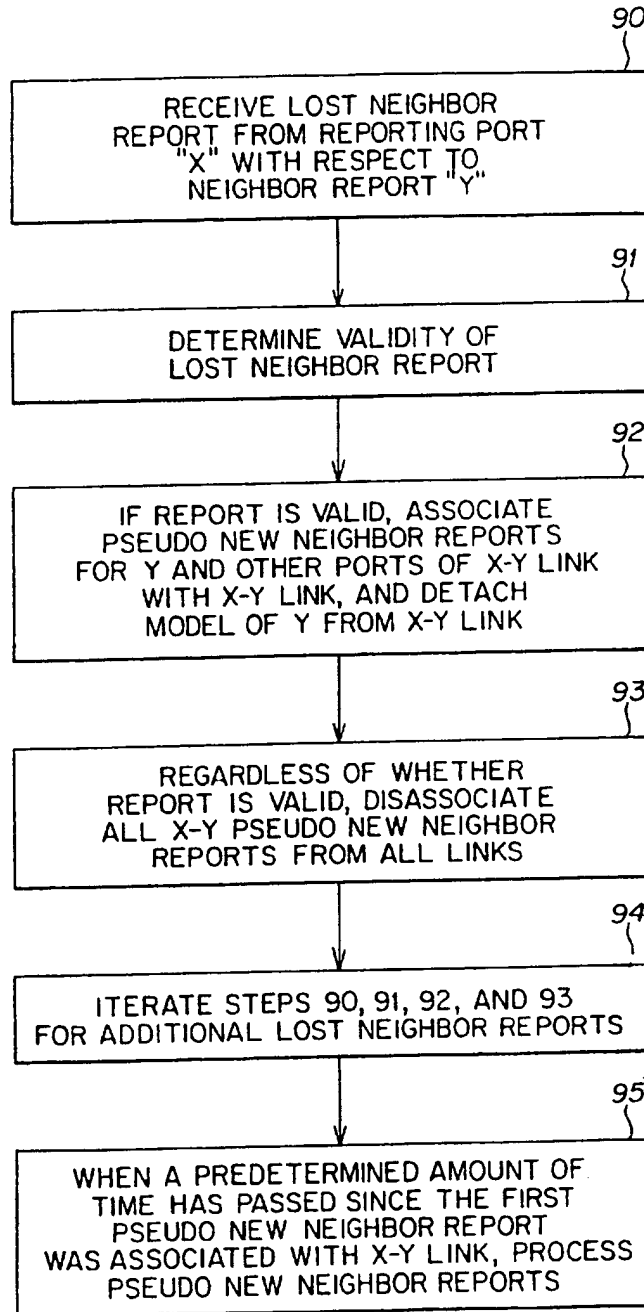 90
RECEIVE LOST NEIGHBOR
REPORT FROM REPORTING PORT
"X" WITH RESPECT TO
NEIGHBOR REPORT "Y"
91
DETERMINE VALIDITY OF
LOST NEIGHBOR REPORT
92
IF REPORT IS VALID, ASSOCIATE
PSEUDO NEW NEIGHBOR REPORTS
FOR Y AND OTHER PORTS OF X-Y LINK
WITH X-Y LINK, AND DETACH
MODEL OF Y FROM X-Y LINK
93
REGARDLESS OF WHETHER
REPORT IS VALID, DISASSOCIATE
ALL X-Y PSEUDO NEW NEIGHBOR
REPORTS FROM ALL LINKS
94
ITERATE STEPS 90, 91, 92, AND 93
FOR ADDITIONAL LOST NEIGHBOR REPORTS
95
WHEN A PREDETERMINED AMOUNT OF
TIME HAS PASSED SINCE THE FIRST
PSEUDO NEW NEIGHBOR REPORT
WAS ASSOCIATED WITH X-Y LINK, PROCESS
PSEUDO NEW NEIGHBOR REPORTS